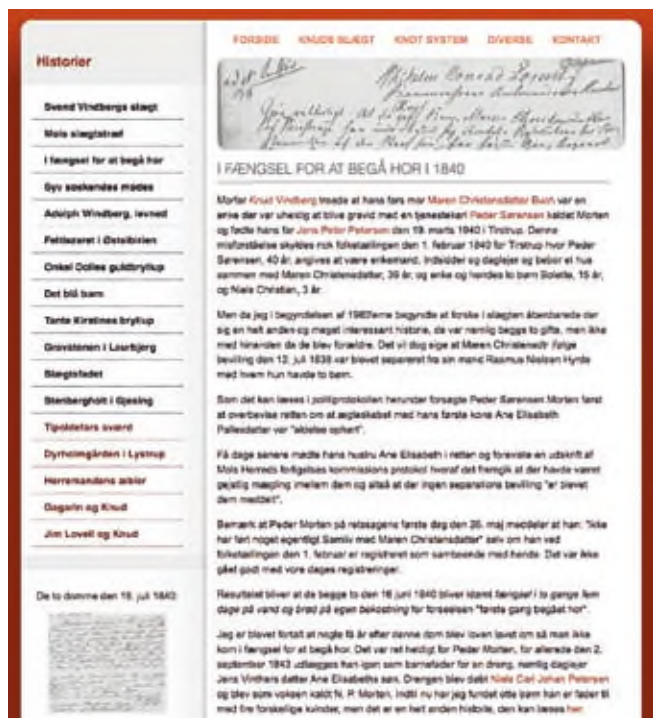 FORSIDE KNUDS SLÆGT KNDT SYSTEM DIVERSE KONTAKT
Historier
Svend Vindbergs slægt
Mols slægtstræf
I fængsel for at begå hor
Syv søskendes mødes
Adolph Windberg, levned
Feltlazaret i Østsibirien
Onkel Dolles guldbryllup
Det blå barn
Tante Kirstines bryllup
Gravstenen i Laurbjerg
Slægtsfadet
Stenbergholt i Gjesing
Tipoldefars sværd
Dyrholmgården i Lystrup
Herremandens aibler
Gagarin og Knud
Jim Lovell og Knud
De to domme den 18. juli 1840
I FÆNGSEL FOR AT BEGÅ HOR I 1840
Morfar Knud Vindberg troede at hans fars mor Maren Christensdatter Bach var en
enke der var uheldig at blive gravid med en tjenestekarl Peder Sørensen kaldet Morten
og fødte hans far Jens Peter Petersen den 19. marts 1840 i Tirstrup. Denne
misforståelse skyldes nok folketællingen den 1. februar 1840 for Tirstrup hvor Peder
Sørensen, 40 år, angives at være enkemand, indsidder og daglejer og bebor et hus
sammen med Maren Christensdatter, 39 år, og enke og hendes to børn Solette, 15 år,
og Niels Christian, 3 år.
Men da jeg i begyndelsen af 1980'erne begyndte at forske i slægten åbenbarede der
sig en helt anden og meget interessant historie, de var nemlig begge to gifte, men ikke
med hinanden da de blev forældre. Det vil dog sige at Maren Christensdtr ifølge
bevilling den 12. juli 1838 var blevet separeret fra sin mand Rasmus Nielsen Hyrde
med hvem hun havde to børn.
Som det kan læses i politiprotokollen herunder forsøgte Peder Sørensen Morten først
at overbevise retten om at ægteskabet med hans første kone Ane Elisabeth
Pallesdatter var "aldeles ophørt".
Få dage senere mødte hans hustru Ane Elisabeth i retten og foreviste en udskrift af
Mols Herreds forligelses kommissions protokol hvoraf det fremgik at der havde været
gejstlig mægling imellem dem og altså at der ingen separations bevilling "er blevet
dem meddelt".
Bemærk at Peder Morten på retssagens første dag den 26. maj meddeler at han: "ikke
har ført noget egentligt Samliv med Maren Christensdatter" selv om han ved
folketællingen den 1. februar er registreret som samboende med hende. Det var ikke
gået godt med vore dages registreringer.
Resultatet bliver at de begge to den 16 juni 1840 bliver idømt fængsel i to gange fem
dage på vand og brød på egen bekostning for forseelsen "første gang begået hor".
Jeg er blevet fortalt at nogle få år efter denne dom blev loven lavet om så man ikke
kom i fængsel for at begå hor. Det var ret heldigt for Peder Morten, for allerede den 2.
september 1843 udlægges han igen som barnefader for en dreng, nemlig daglejer
Jens Vinthers datter Ane Elisabeths søn. Drengen blev døbt Niels Carl Johan Petersen
og blev som voksen kaldt N. P. Morten. Indtil nu har jeg fundet otte børn han er fader til
med fire forskellige kvinder, men det er en helt anden historie, den kan læses her.